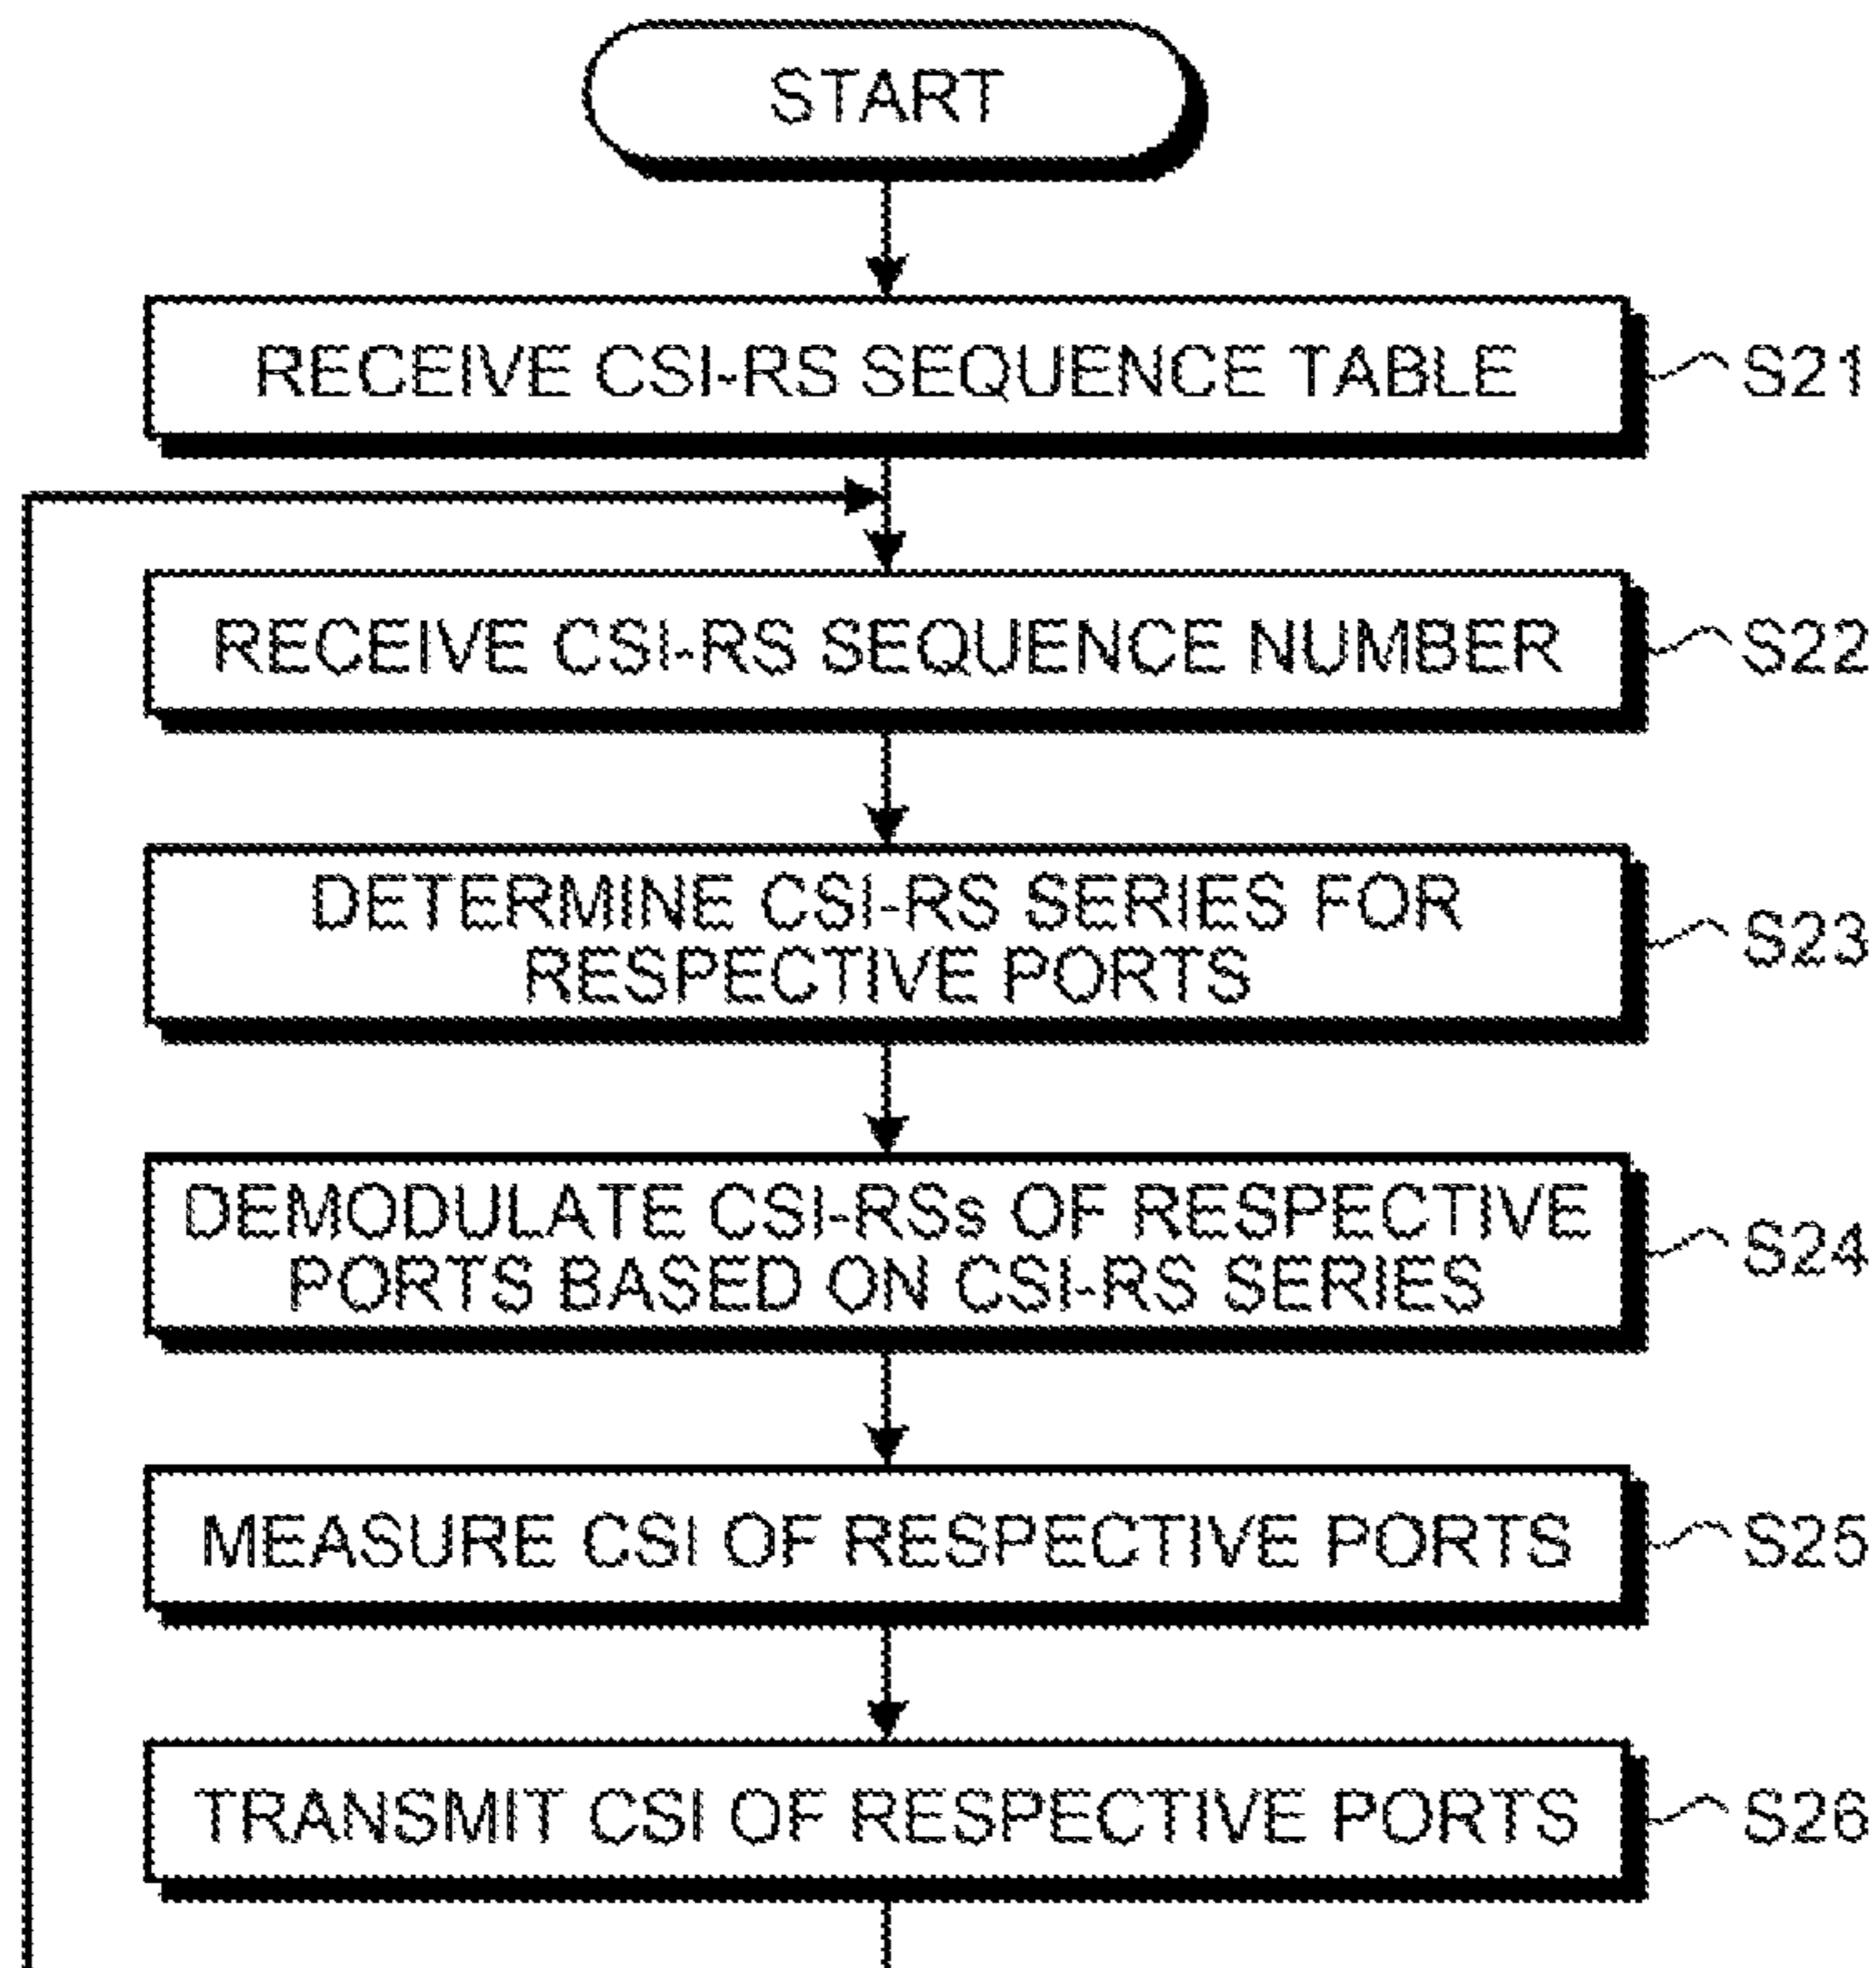 START
RECEIVE CSI-RS SEQUENCE TABLE
S21
RECEIVE CSI-RS SEQUENCE NUMBER
S22
DETERMINE CSI-RS SERIES FOR
RESPECTIVE PORTS
S23
DEMODULATE CSI-RSs OF RESPECTIVE
PORTS BASED ON CSI-RS SERIES
S24
MEASURE CSI OF RESPECTIVE PORTS
S25
TRANSMIT CSI OF RESPECTIVE PORTS
S26